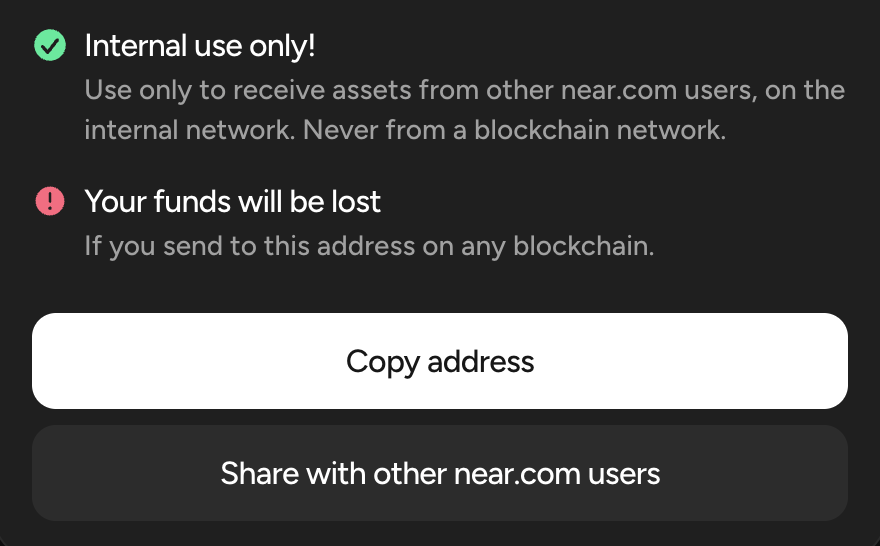 Internal use only!
Use only to receive assets from other near.com users, on the
internal network. Never from a blockchain network.
Your funds will be lost
If you send to this address on any blockchain.
Copy address
Share with other near.com users